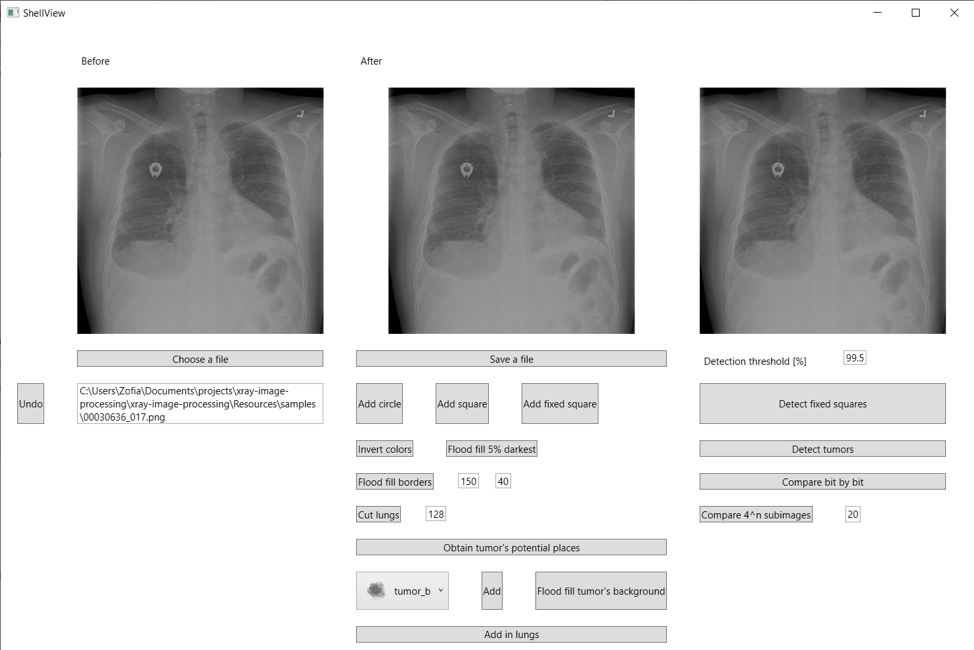 ShellView
Before
After
Choose a file
Save a file
Detection threshold [%]
99.5
Undo
C:\Users\Zofia\Documents\projects\xray-image-
processing\xray-image-processing\Resources\samples
\00030636_017.png
Add circle
Add square
Add fixed square
Detect fixed squares
Invert colors
Flood fill 5% darkest
Detect tumors
Flood fill borders
150
40
Compare bit by bit
Cut lungs
128
Compare 4^n subimages
20
Obtain tumor's potential places
tumor_b
Add
Flood fill tumor's background
Add in lungs